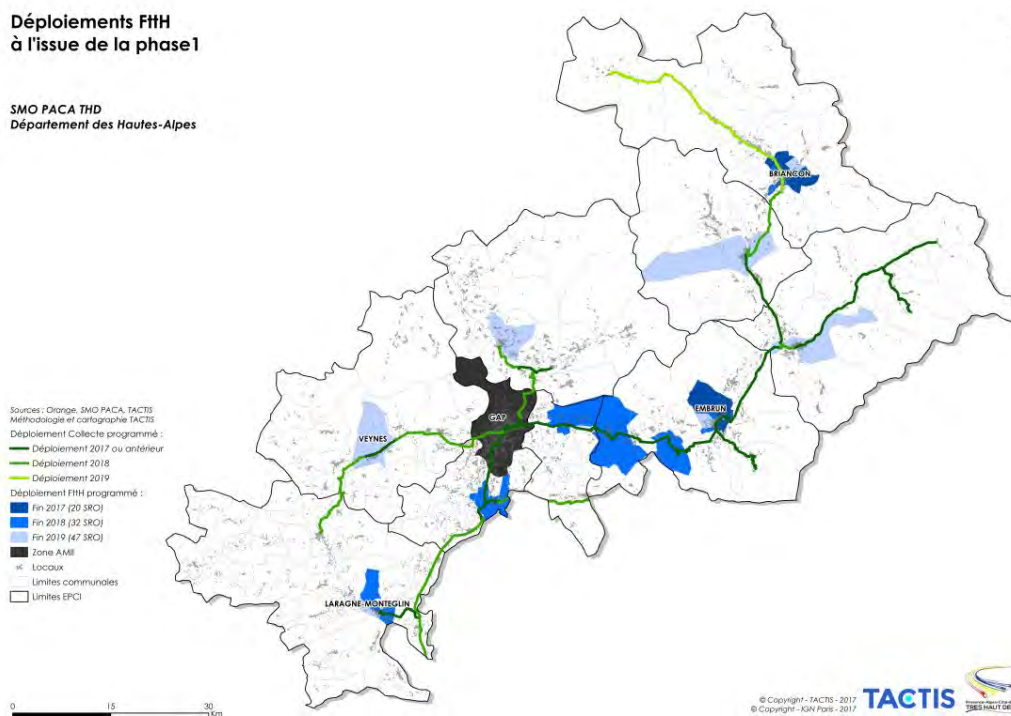 Déploiements FttH
à l'issue de la phase1
SMO PACA THD
Département des Hautes-Alpes
BRIANCON
EMBRUN
GAP
VEYNES
LARAGNE-MONTEGLIN
Sources : Orange, SMO PACA, TACTIS
Méthodologie et cartographie TACTIS
Déploiement Collecte programmé :
Déploiement 2017 ou antérieur
Déploiement 2018
Déploiement 2019
Déploiement FttH programmé :
Fin 2017 (20 SRO)
Fin 2018 (32 SRO)
Fin 2019 (47 SRO)
Zone AMII
Locaux
Limites communales
Limites EPCI
0 15 30
Km
© Copyright - TACTIS - 2017
© Copyright - IGN Paris - 2017
TACTIS
TRES HAUT DE